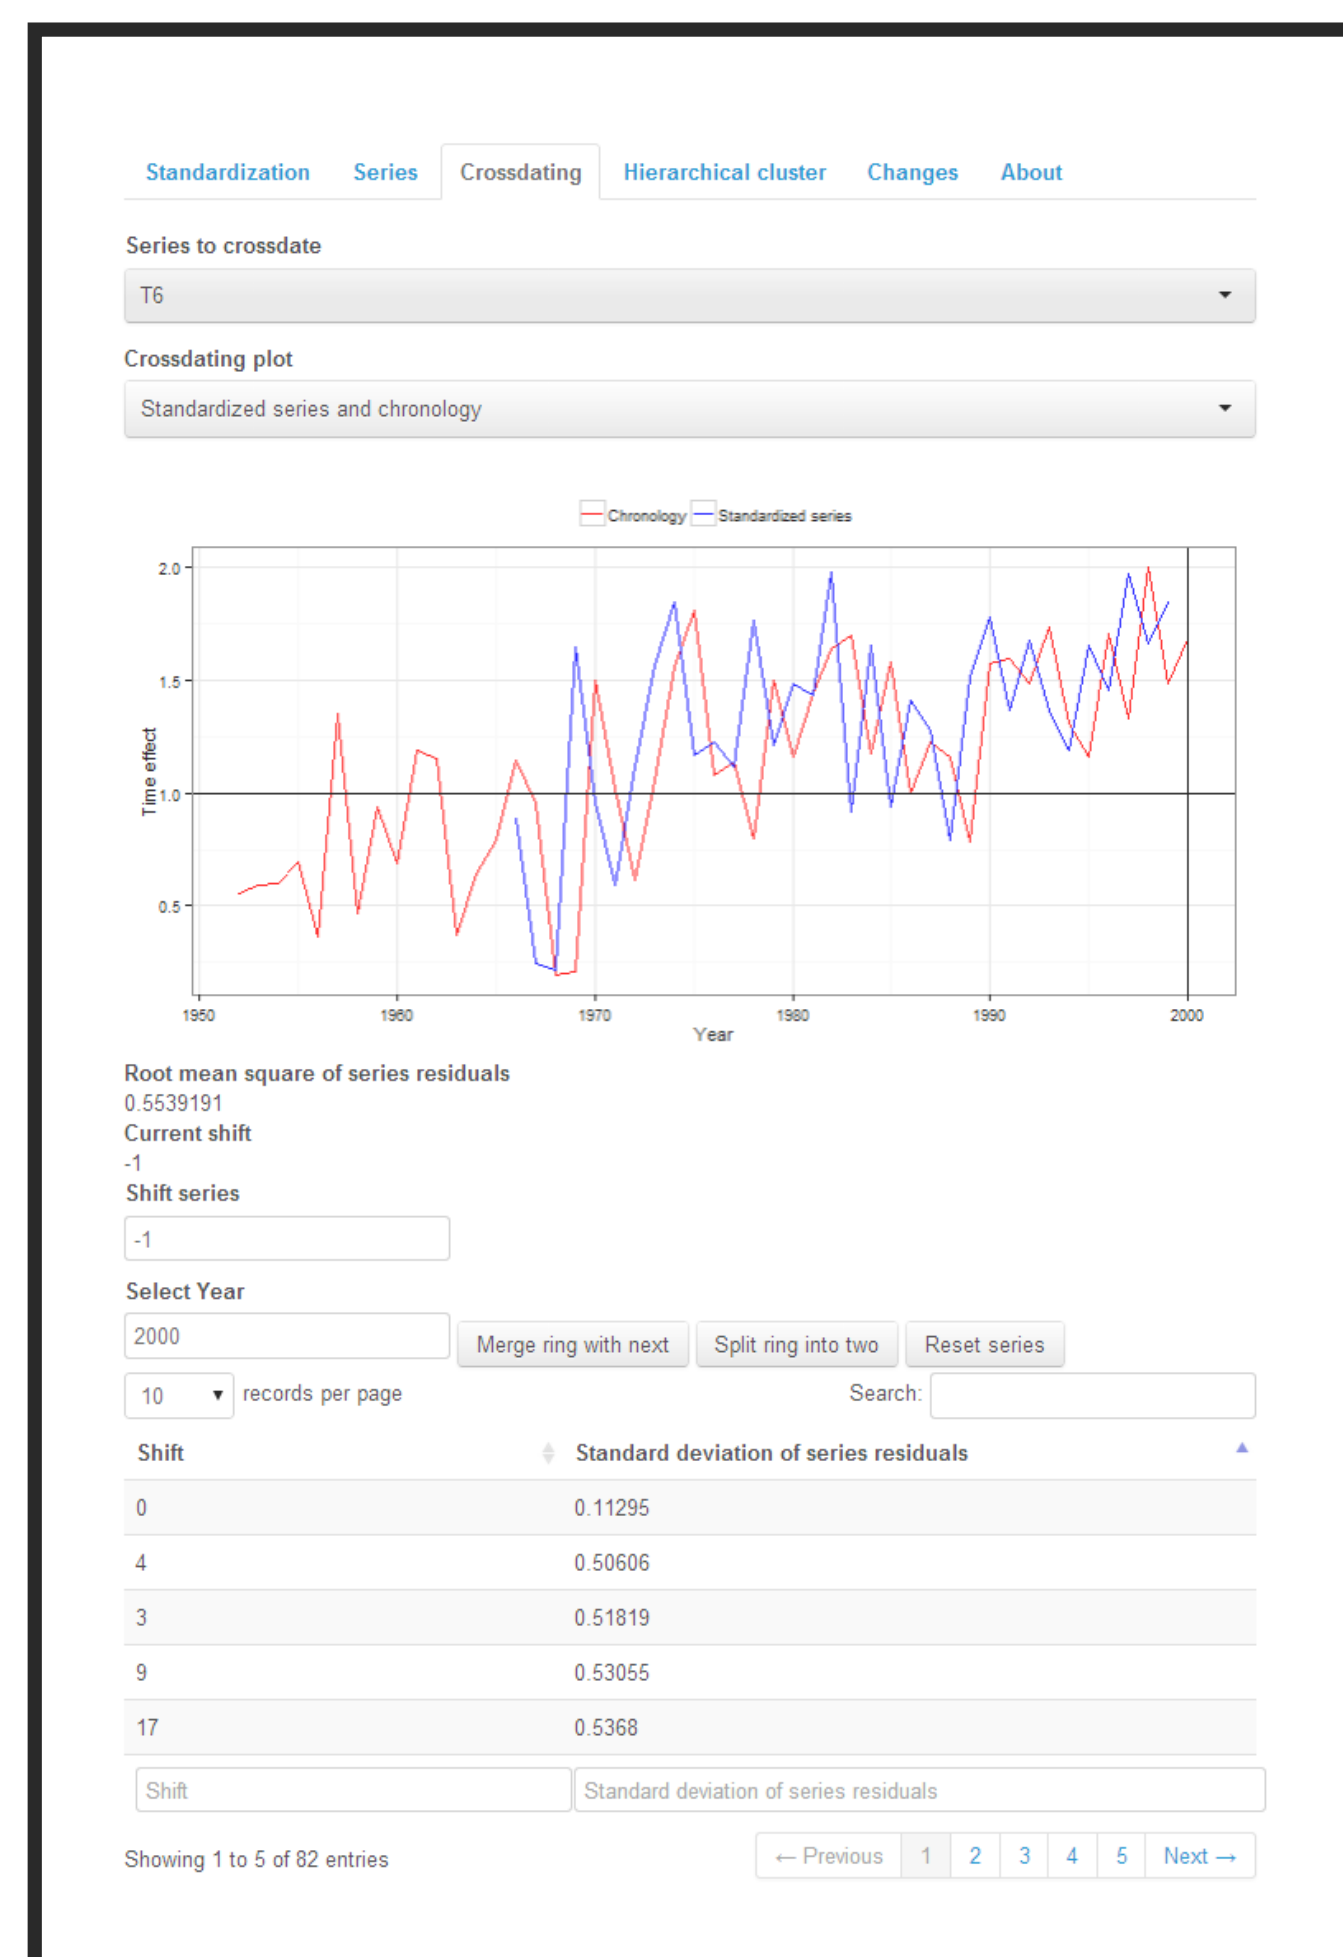 Standardization Series Crossdating Hierarchical cluster Changes About
Series to crossdate
T6
Crossdating plot
Standardized series and chronology
Chronology Standardized series
2.0
1.5
1.0
0.5
Time effect
1950 1960 1970 1980 1990 2000
Year
Root mean square of series residuals
0.5539191
Current shift
-1
Shift series
-1
Select Year
2000 Merge ring with next Split ring into two Reset series
10 records per page Search:
Shift Standard deviation of series residuals
0 0.11295
4 0.50606
3 0.51819
9 0.53055
17 0.5368
Shift Standard deviation of series residuals
Showing 1 to 5 of 82 entries ← Previous 1 2 3 4 5 Next →